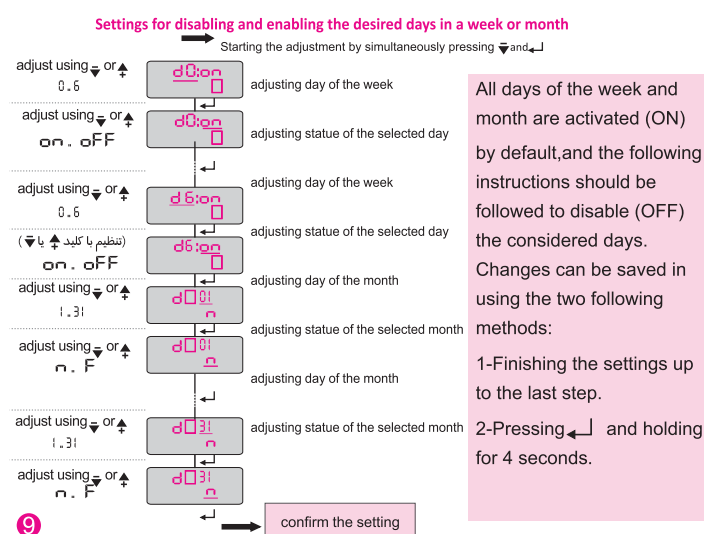 Settings for disabling and enabling the desired days in a week or month
Starting the adjustment by simultaneously pressing and
adjust using or
0.6
d0:on
adjusting day of the week
adjust using or
on. oFF
d0:on
adjusting statue of the selected day
adjusting day of the week
adjust using or
0.6
d6:on
adjusting statue of the selected day
(تنظیم با کلید یا)
on. oFF
d6:on
adjusting day of the month
adjust using or
1.31
d 01
n
adjusting statue of the selected month
adjust using or
n. F
d 01
n
adjusting day of the month
adjust using or
1.31
d 31
n
adjusting statue of the selected month
adjust using or
n. F
d 31
n
confirm the setting
All days of the week and
month are activated (ON)
by default,and the following
instructions should be
followed to disable (OFF)
the considered days.
Changes can be saved in
using the two following
methods:
1-Finishing the settings up
to the last step.
2-Pressing and holding
for 4 seconds.
9